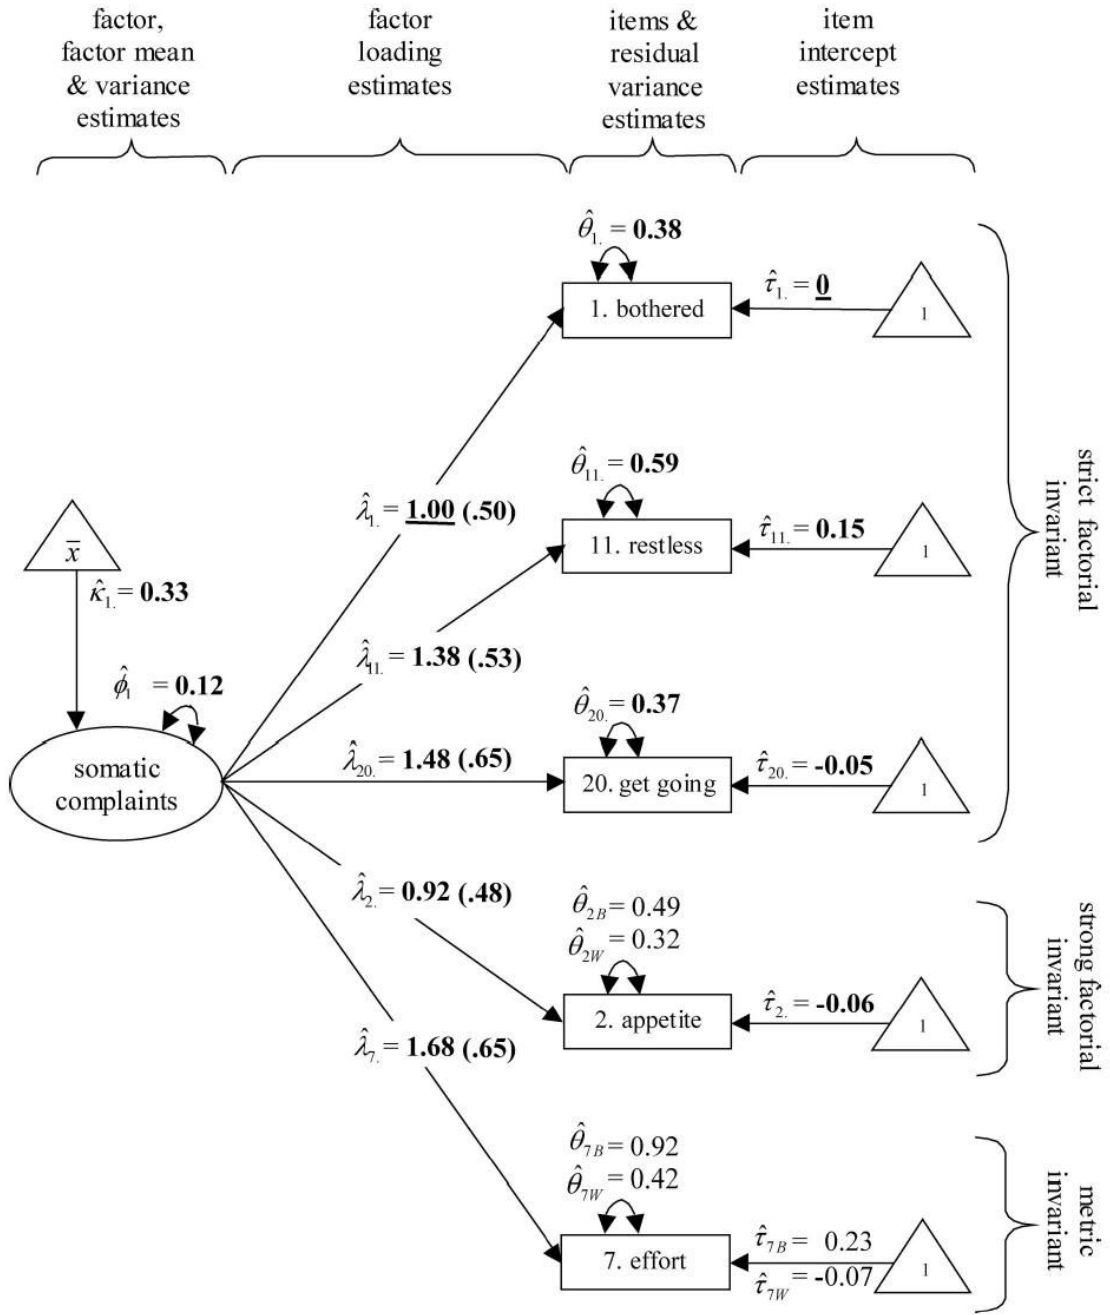 factor,
factor mean
& variance
estimates
factor
loading
estimates
items &
residual
variance
estimates
item
intercept
estimates
θ̂₁. = 0.38
τ̂₁. = 0
1. bothered
1
λ̂₁. = 1.00 (.50)
θ̂₁₁. = 0.59
τ̂₁₁. = 0.15
11. restless
1
strict factorial
invariant
x̄
κ̂₁. = 0.33
λ̂₁₁. = 1.38 (.53)
ϕ̂₁ = 0.12
θ̂₂₀. = 0.37
somatic
complaints
λ̂₂₀. = 1.48 (.65)
τ̂₂₀. = -0.05
20. get going
1
λ̂₂. = 0.92 (.48)
θ̂2B = 0.49
θ̂2W = 0.32
τ̂₂. = -0.06
2. appetite
1
strong factorial
invariant
λ̂₇. = 1.68 (.65)
θ̂7B = 0.92
θ̂7W = 0.42
τ̂7B = 0.23
τ̂7W = -0.07
7. effort
1
metric
invariant